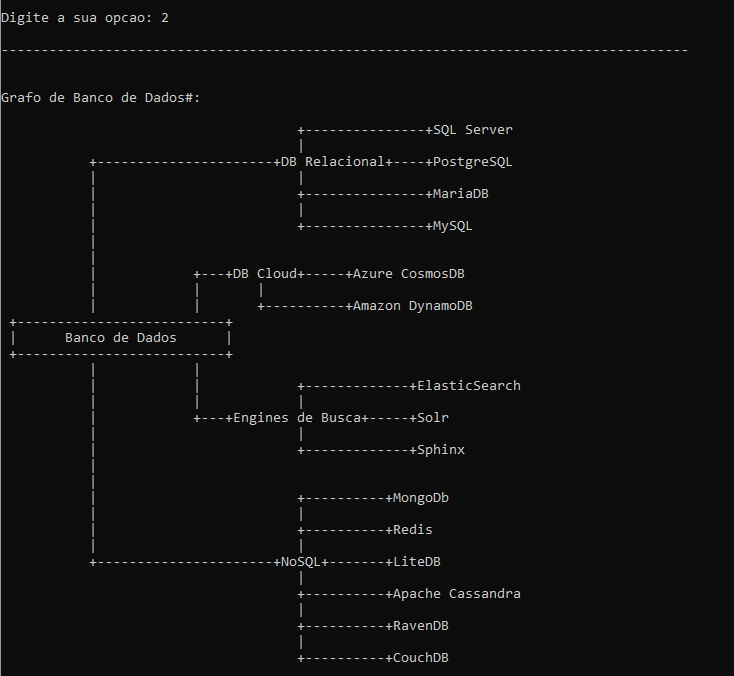 Digite a sua opcao: 2
Grafo de Banco de Dados#:
SQL Server
DB Relacional
PostgreSQL
MariaDB
MySQL
DB Cloud
Azure CosmosDB
Amazon DynamoDB
Banco de Dados
ElasticSearch
Engines de Busca
Solr
Sphinx
MongoDb
Redis
NoSQL
LiteDB
Apache Cassandra
RavenDB
CouchDB